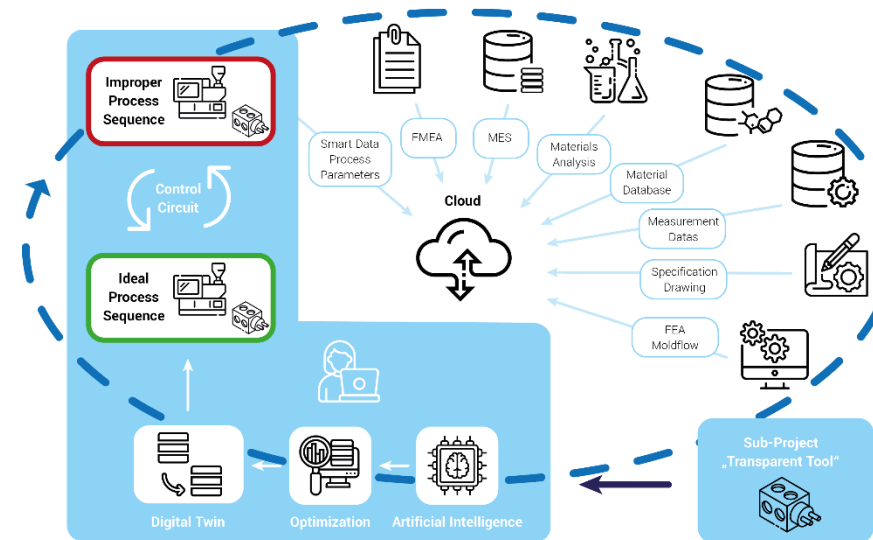 Improper
Process
Sequence
Control
Circuit
Ideal
Process
Sequence
Smart Data
Process
Parameters
FMEA
MES
Materials
Analysis
Material
Database
Measurement
Datas
Specification
Drawing
FEA
Moldflow
Cloud
Digital Twin
Optimization
Artificial Intelligence
Sub-Project
„Transparent Tool“